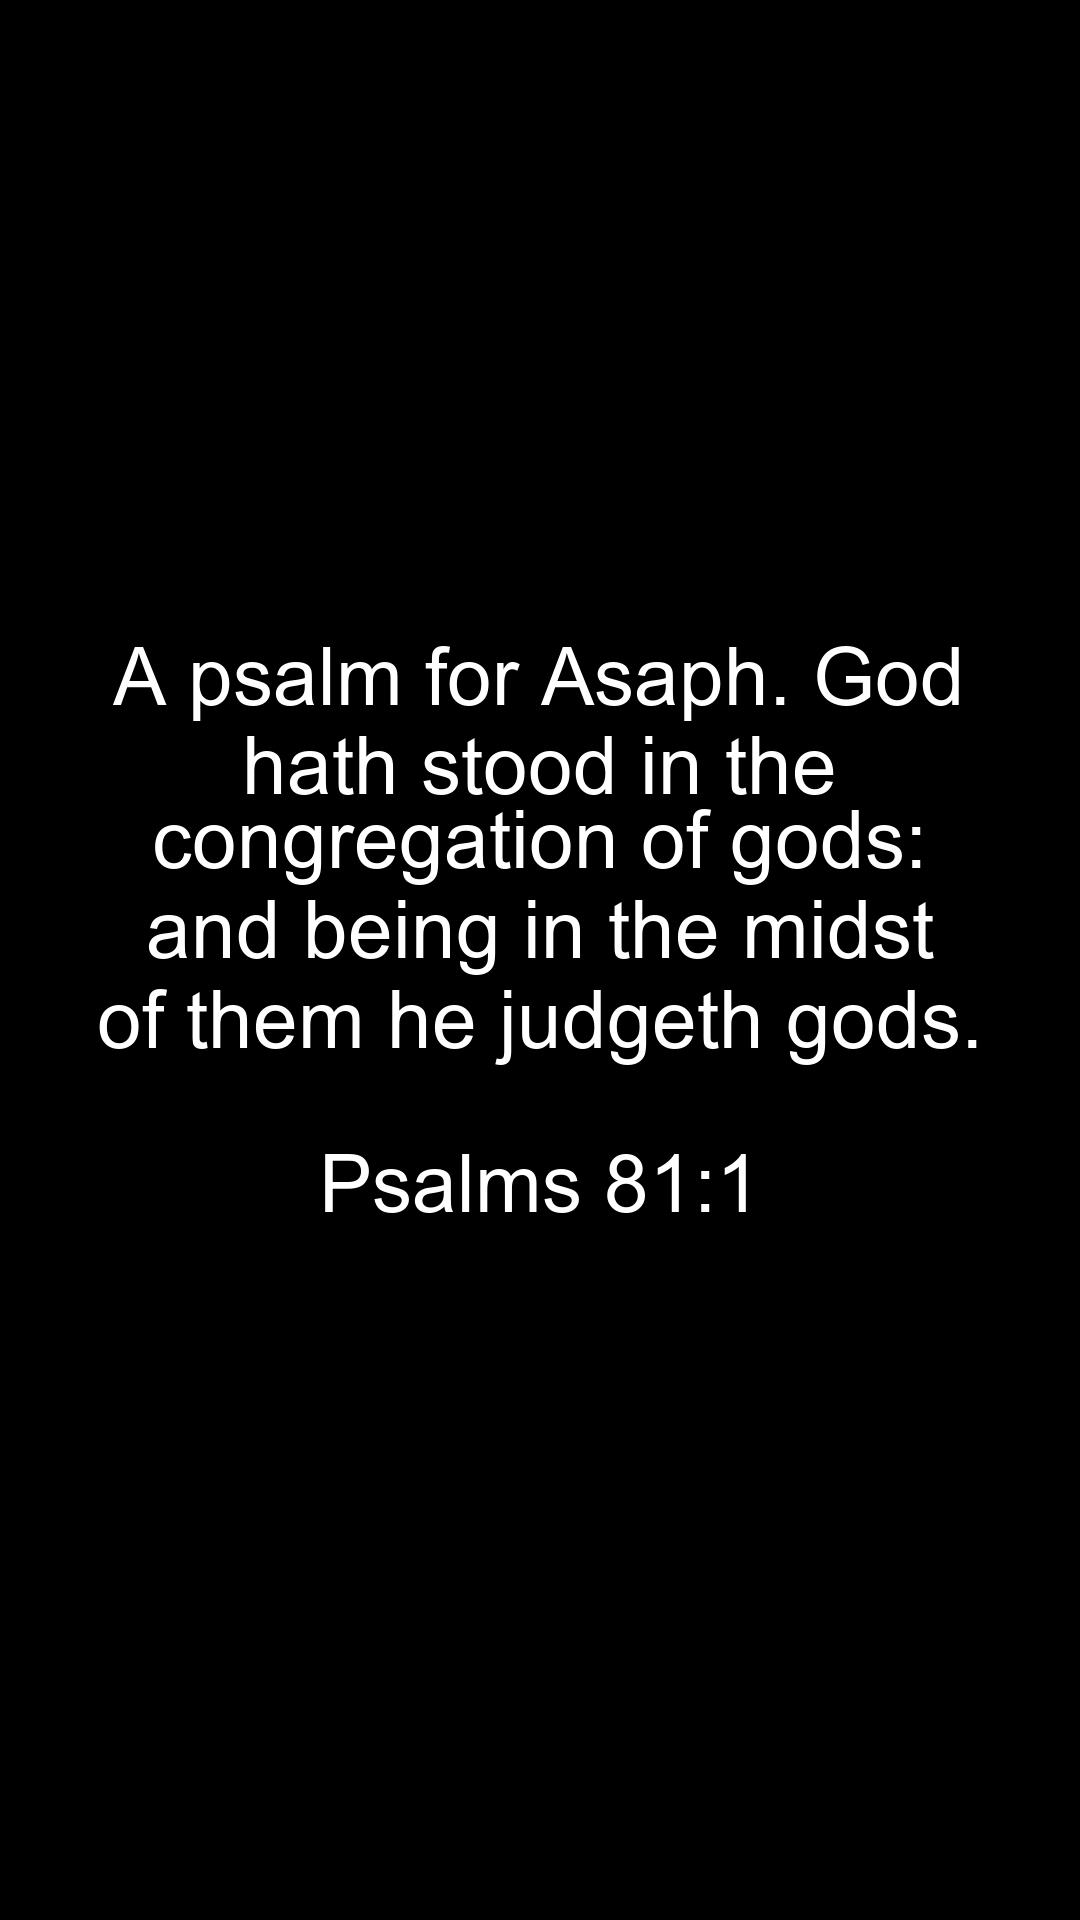 A psalm for Asaph. God
hath stood in the
congregation of gods:
and being in the midst
of them he judgeth gods.
Psalms 81:1